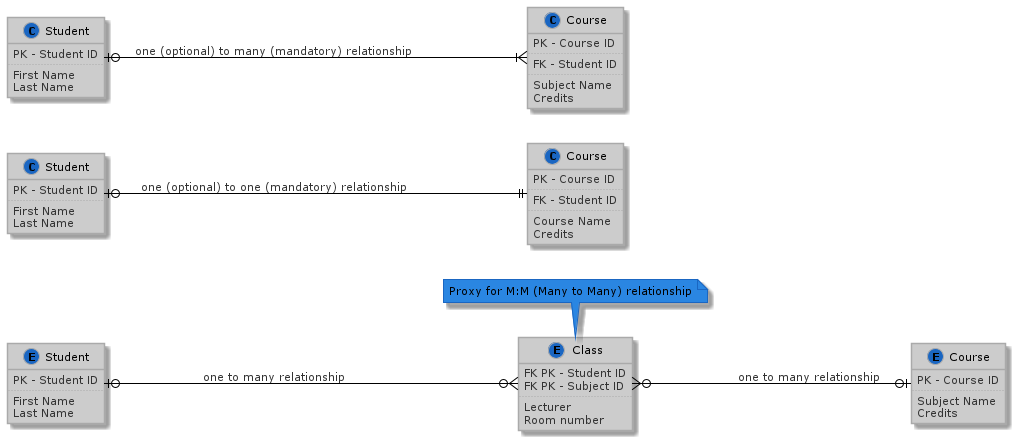 C Student
PK - Student ID
First Name
Last Name
one (optional) to many (mandatory) relationship
C Course
PK - Course ID
FK - Student ID
Subject Name
Credits
C Student
PK - Student ID
First Name
Last Name
one (optional) to one (mandatory) relationship
C Course
PK - Course ID
FK - Student ID
Course Name
Credits
Proxy for M:M (Many to Many) relationship
E Student
PK - Student ID
First Name
Last Name
one to many relationship
E Class
FK PK - Student ID
FK PK - Subject ID
Lecturer
Room number
one to many relationship
E Course
PK - Course ID
Subject Name
Credits